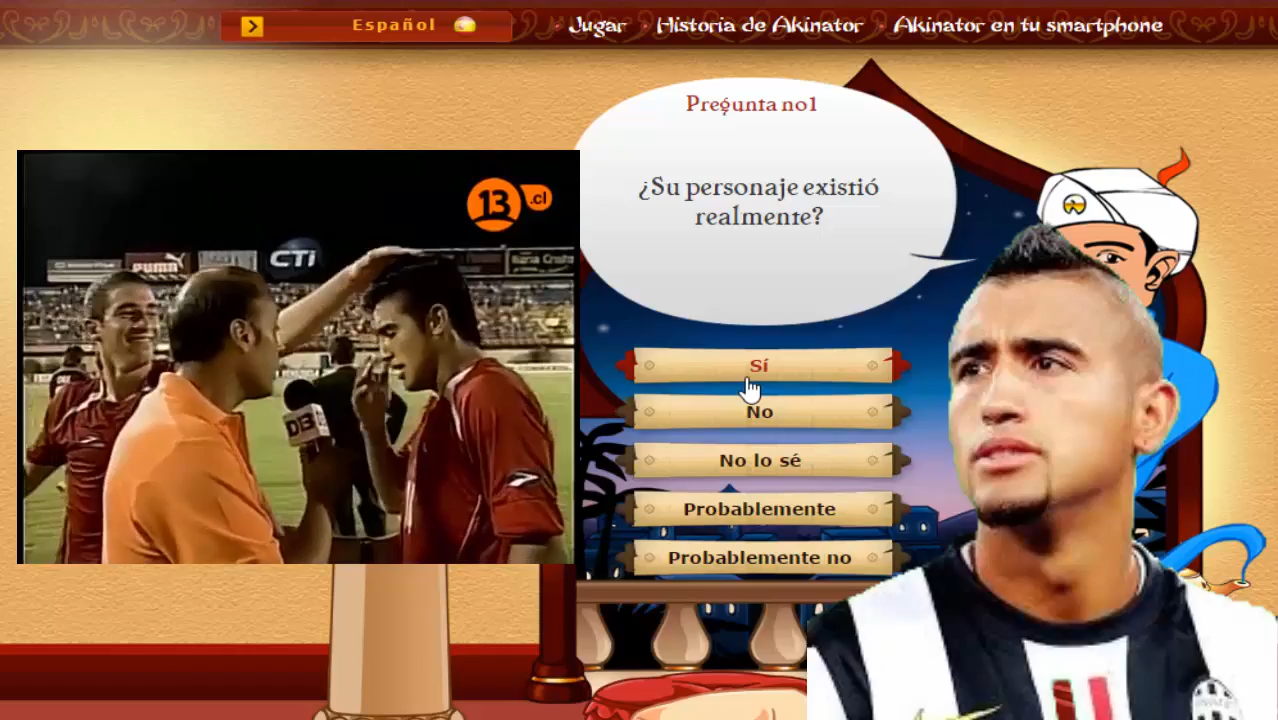 Español
Jugar
Historia de Akinator
Akinator en tu smartphone
Pregunta no1
¿Su personaje existió
realmente?
Sí
No
No lo sé
Probablemente
Probablemente no
13
.cl
CTi
PUMA
D13